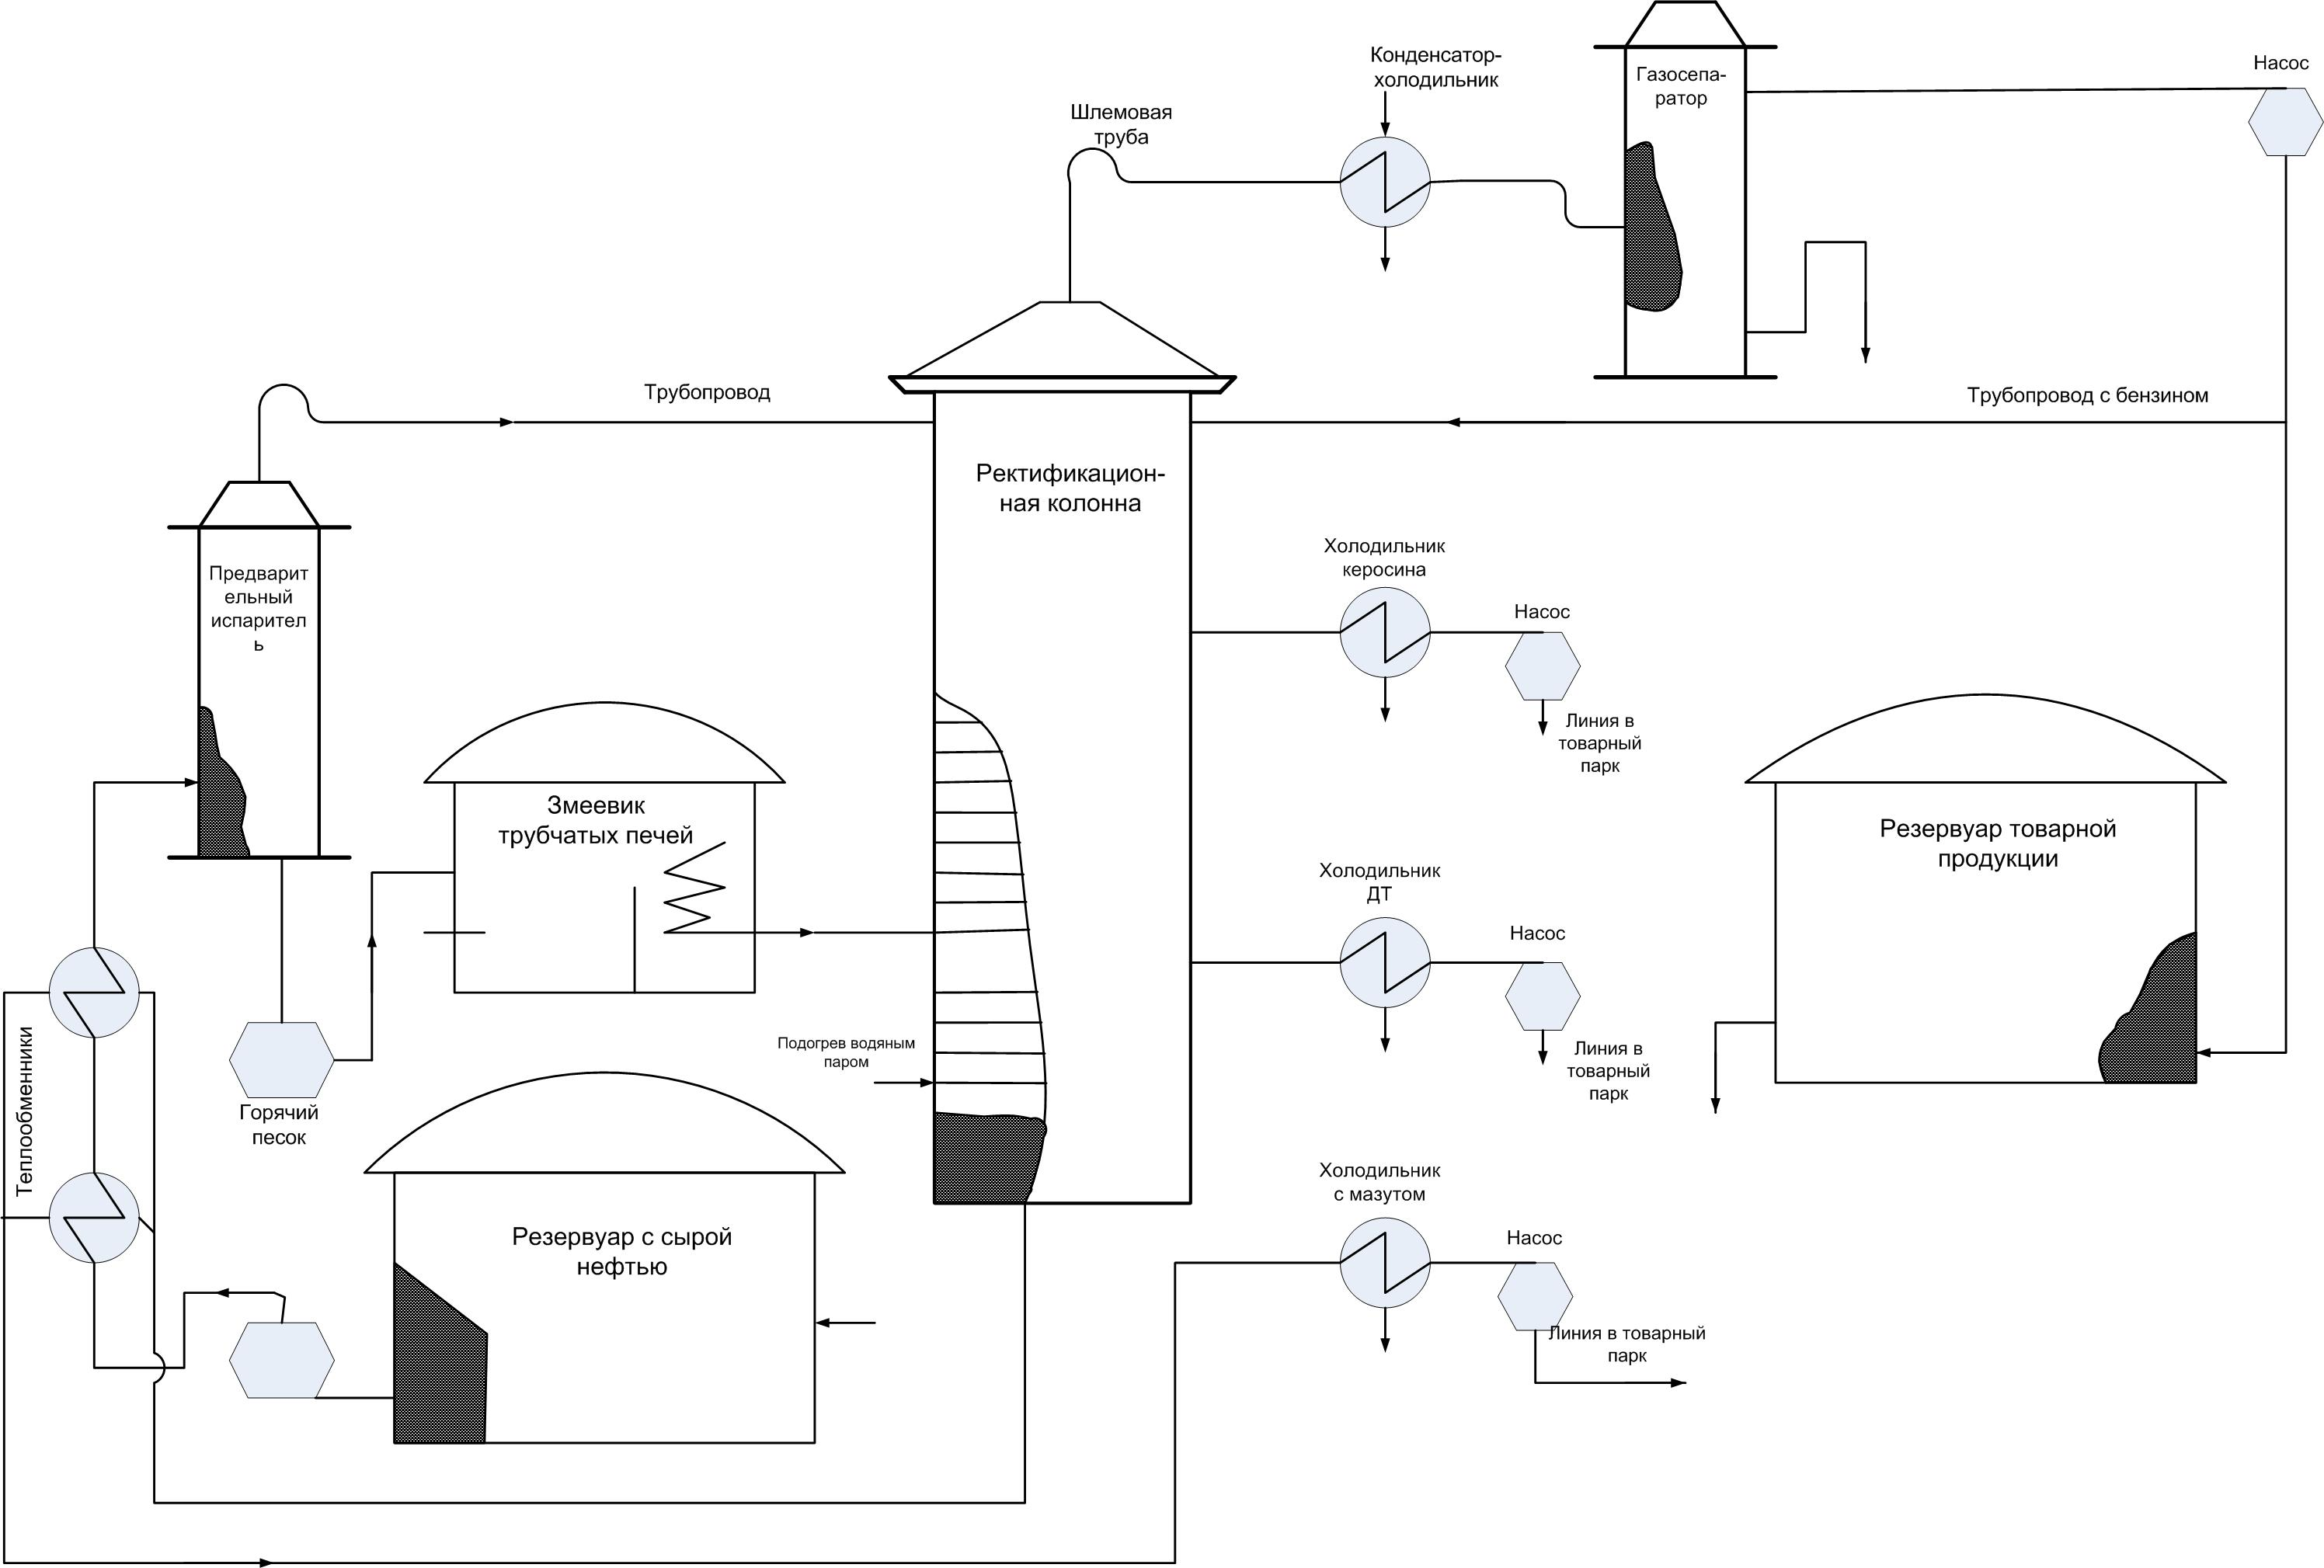 Конденсатор-
холодильник
Газосепа-
ратор
Насос
Шлемовая
труба
Трубопровод
Трубопровод с бензином
Ректификацион-
ная колонна
Предварит
ельный
испарител
ь
Холодильник
керосина
Насос
Линия в
товарный
парк
Змеевик
трубчатых печей
Резервуар товарной
продукции
Холодильник
ДТ
Насос
Линия в
товарный
парк
Подогрев водяным
паром
Теплообменники
Горячий
песок
Холодильник
с мазутом
Насос
Линия в товарный
парк
Резервуар с сырой
нефтью